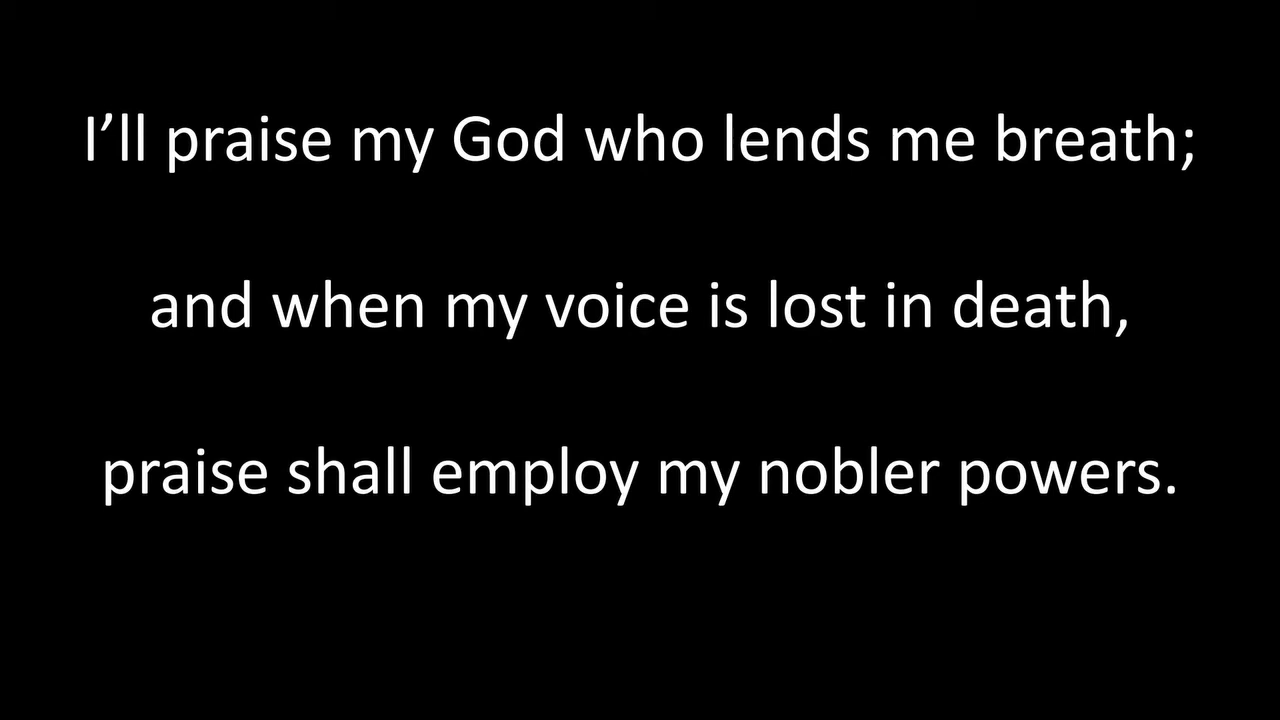 I’ll praise my God who lends me breath;
and when my voice is lost in death,
praise shall employ my nobler powers.